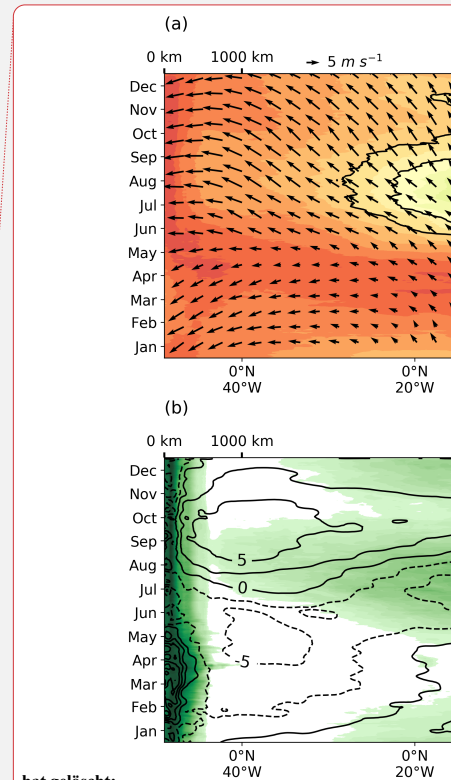 (a)
0 km 1000 km
5 m s⁻¹
Dec
Nov
Oct
Sep
Aug
Jul
Jun
May
Apr
Mar
Feb
Jan
0°N 0°N
40°W 20°W
(b)
0 km 1000 km
Dec
Nov
Oct
Sep
5
Aug
0
Jul
Jun
May
Apr
-5
Mar
Feb
Jan
0°N 0°N
40°W 20°W
hat gelöscht: